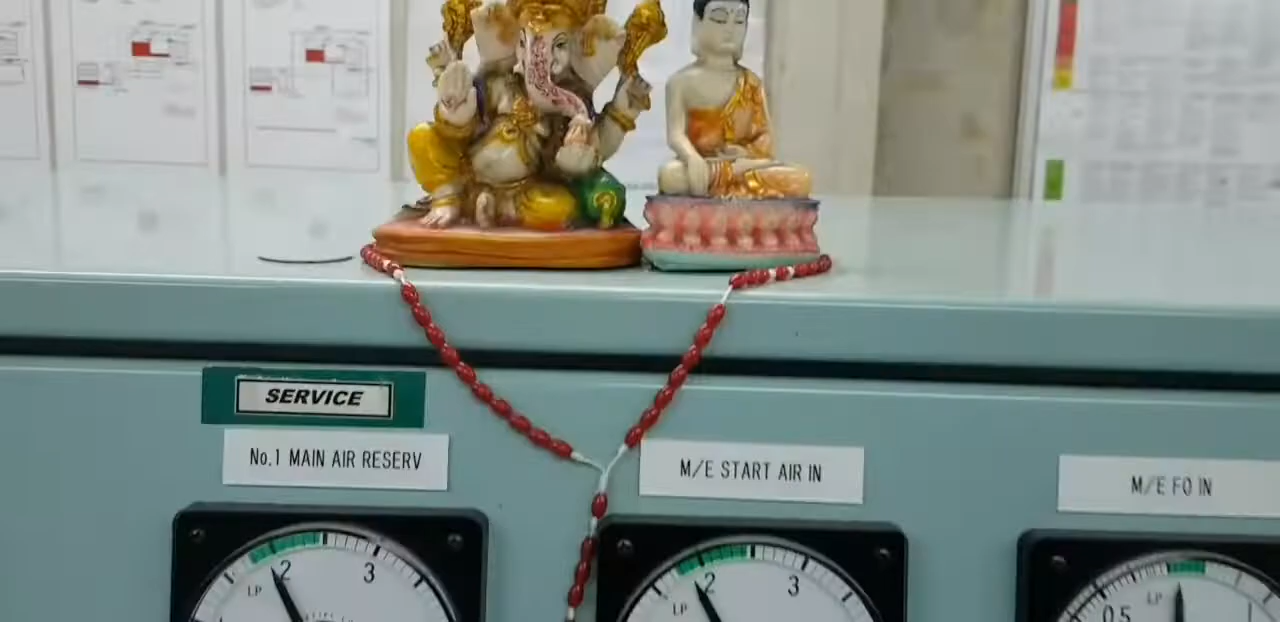 SERVICE
No.1 MAIN AIR RESERV
M/E START AIR IN
M/E FO IN
LP 2 3
LP 2 3
0.5 LP